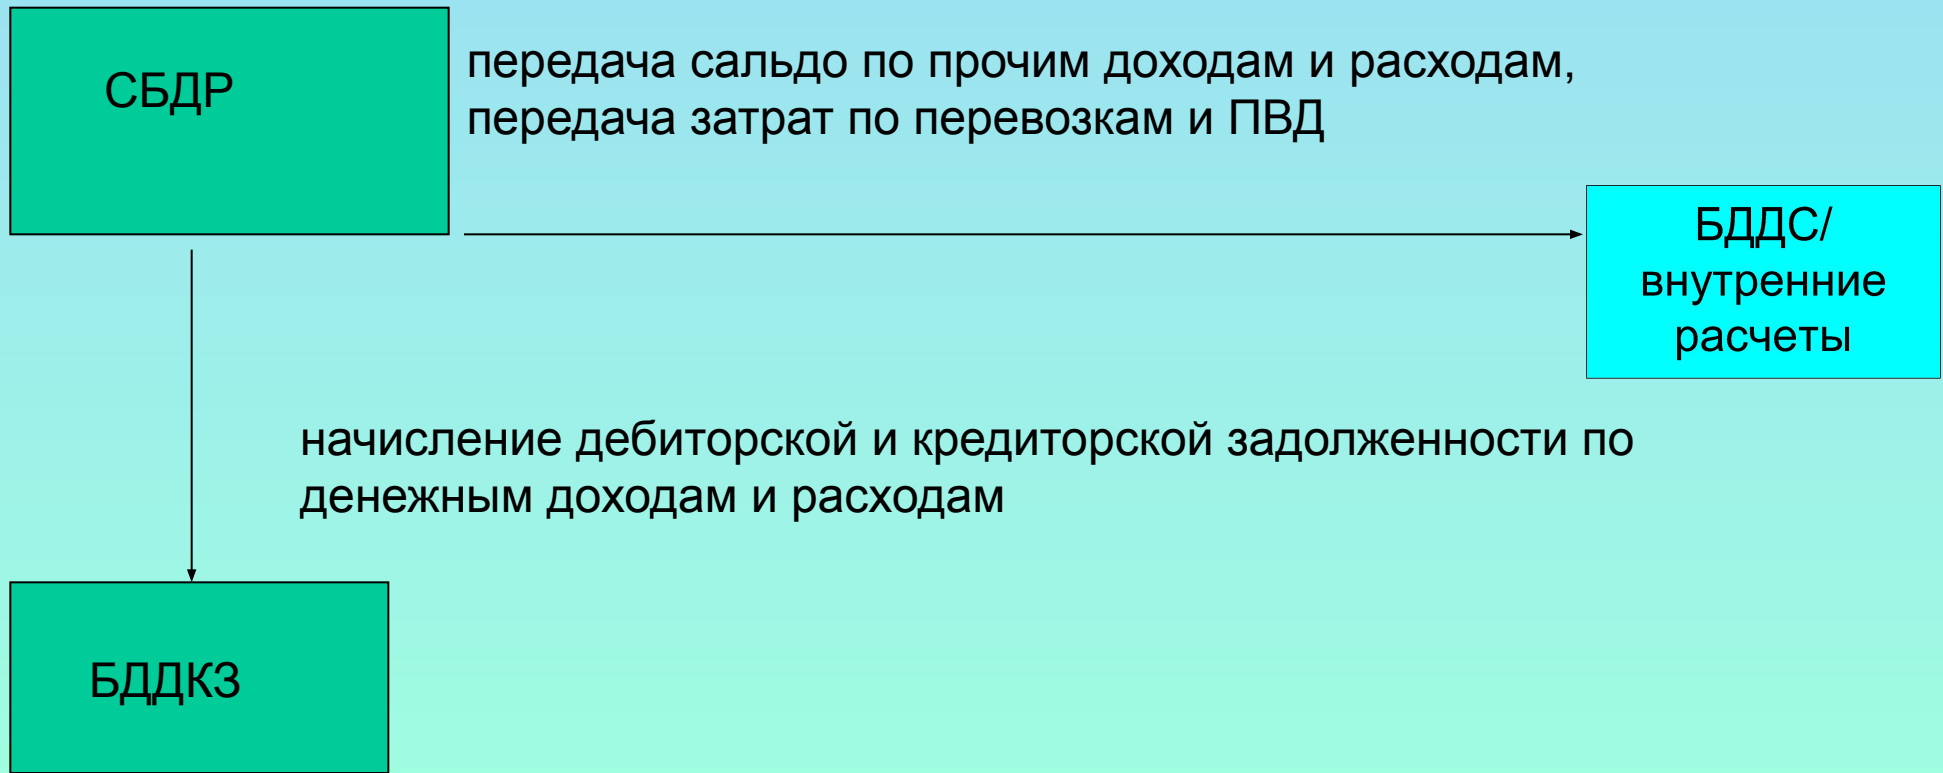 СБДР
передача сальдо по прочим доходам и расходам,
передача затрат по перевозкам и ПВД
БДДС/
внутренние
расчеты
начисление дебиторской и кредиторской задолженности по
денежным доходам и расходам
БДДКЗ